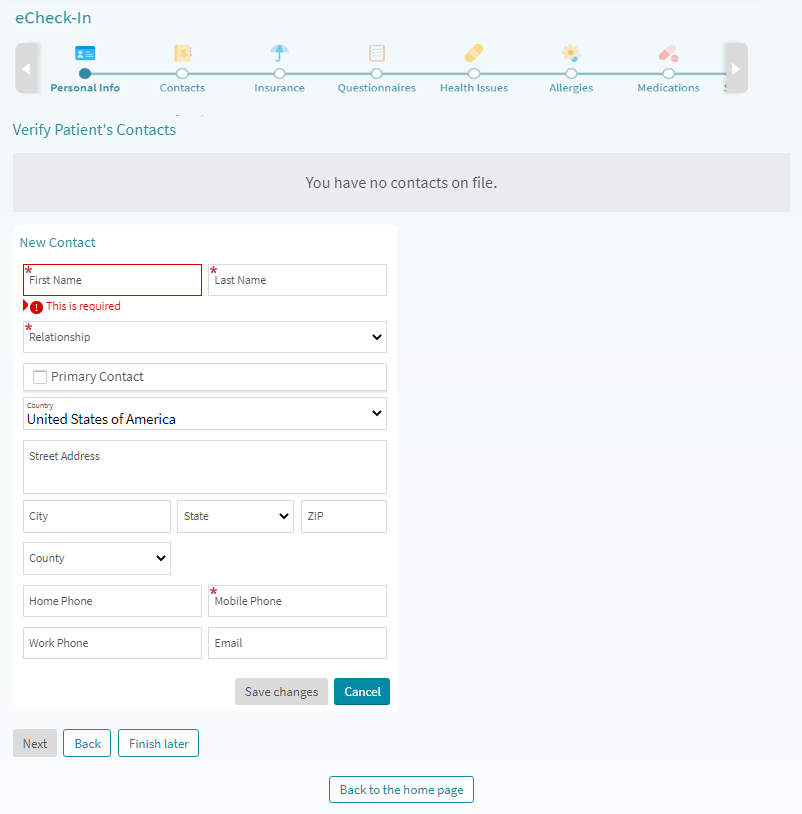 eCheck-In
Personal Info Contacts Insurance Questionnaires Health Issues Allergies Medications
Verify Patient's Contacts
You have no contacts on file.
New Contact
* First Name * Last Name
! This is required
* Relationship
Primary Contact
Country
United States of America
Street Address
City State ZIP
County
Home Phone * Mobile Phone
Work Phone Email
Save changes Cancel
Next Back Finish later
Back to the home page